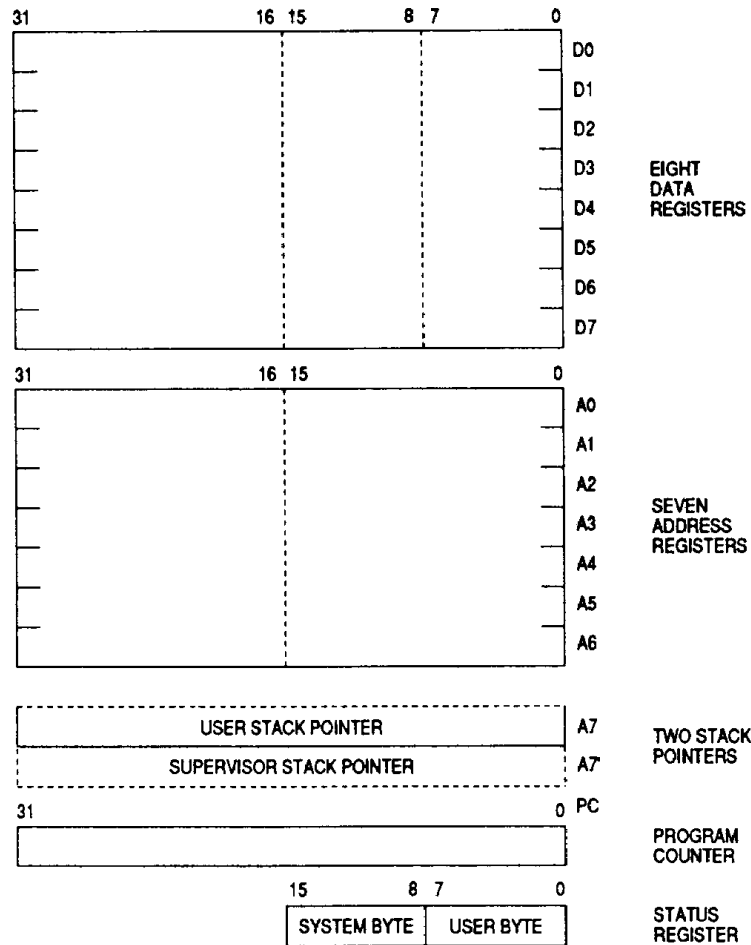 31 16 15 8 7 0
D0
D1
D2
D3
D4
D5
D6
D7
EIGHT
DATA
REGISTERS
31 16 15 0
A0
A1
A2
A3
A4
A5
A6
SEVEN
ADDRESS
REGISTERS
USER STACK POINTER A7
SUPERVISOR STACK POINTER A7'
TWO STACK
POINTERS
31 0 PC
PROGRAM
COUNTER
15 8 7 0
SYSTEM BYTE USER BYTE
STATUS
REGISTER